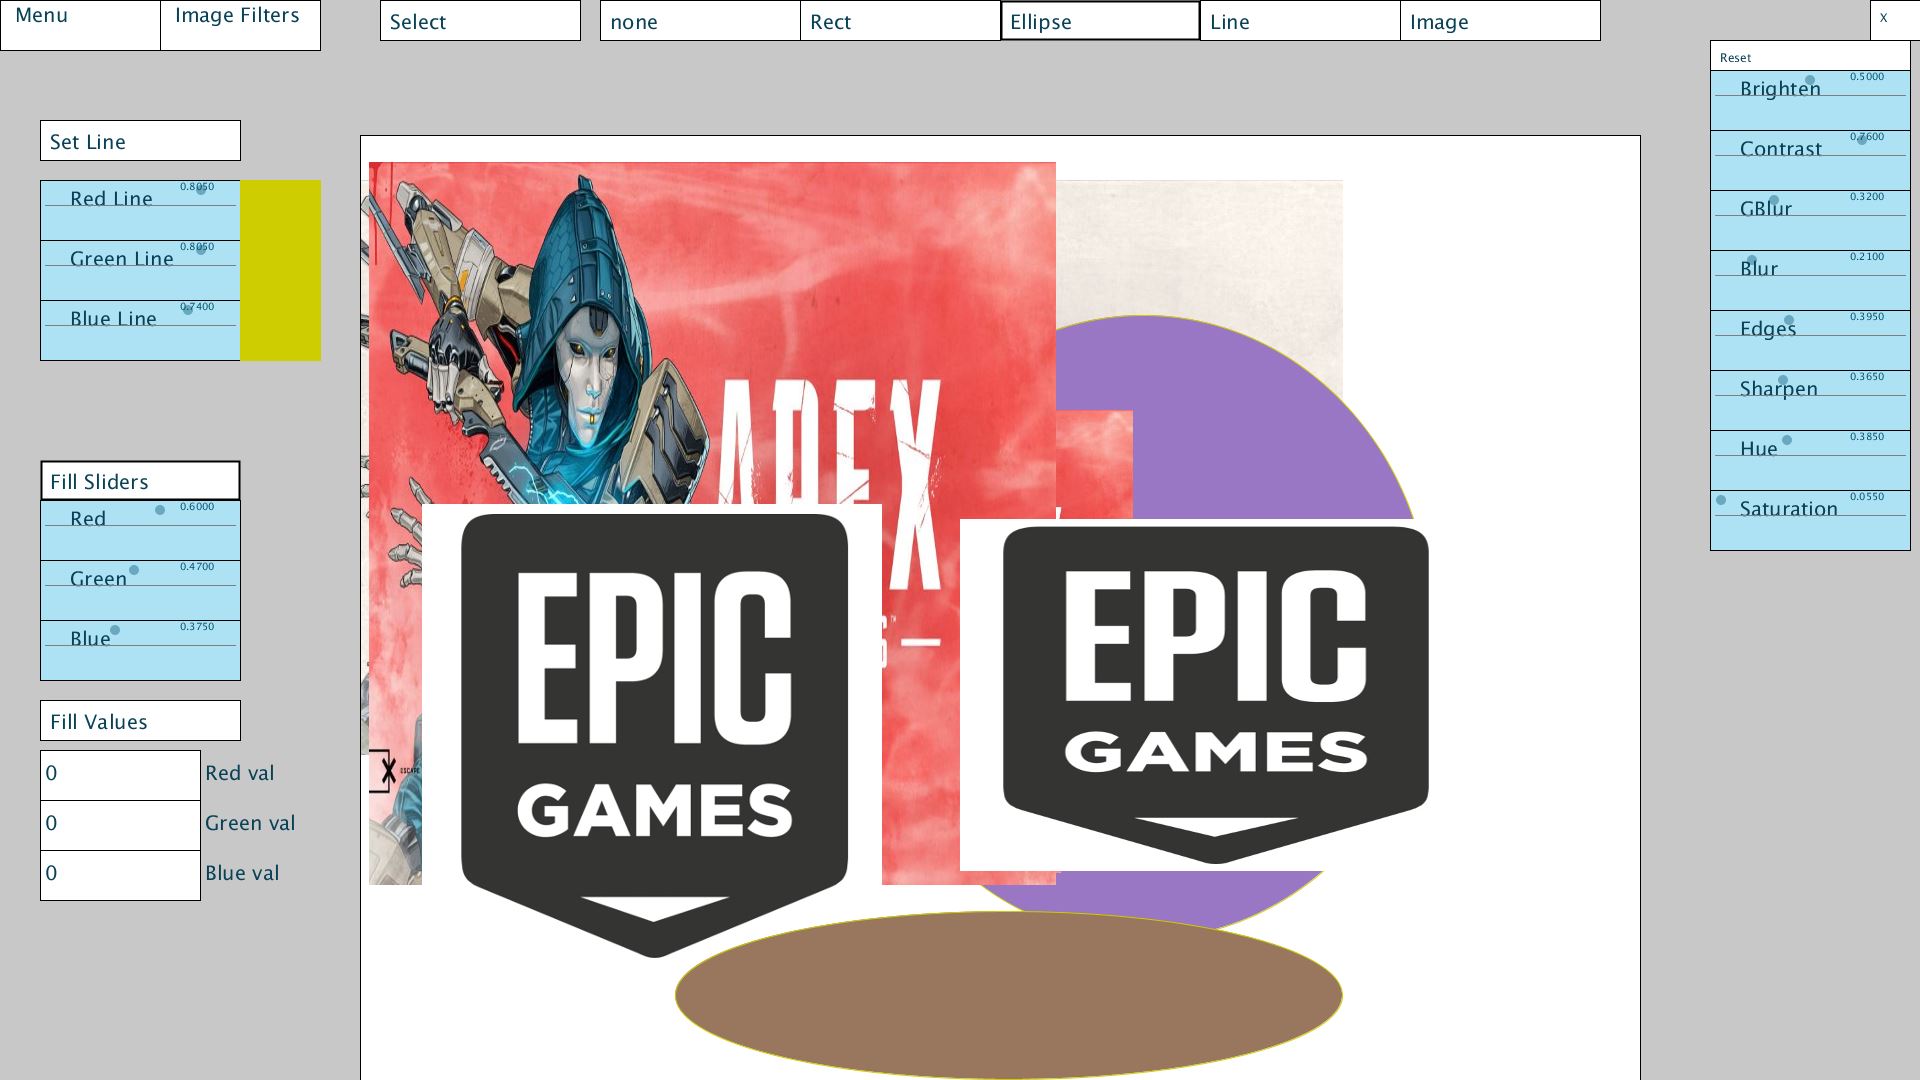 Menu
Image Filters
Select
none
Rect
Ellipse
Line
Image
X
Reset
Brighten 0.5000
Contrast 0.7600
GBlur 0.3200
Blur 0.2100
Edges 0.3950
Sharpen 0.3650
Hue 0.3850
Saturation 0.0550
Set Line
Red Line 0.8050
Green Line 0.8050
Blue Line 0.7400
Fill Sliders
Red 0.6000
Green 0.4700
Blue 0.3750
Fill Values
0 Red val
0 Green val
0 Blue val
APEX
EPIC
GAMES
EPIC
GAMES
X ESCAPE